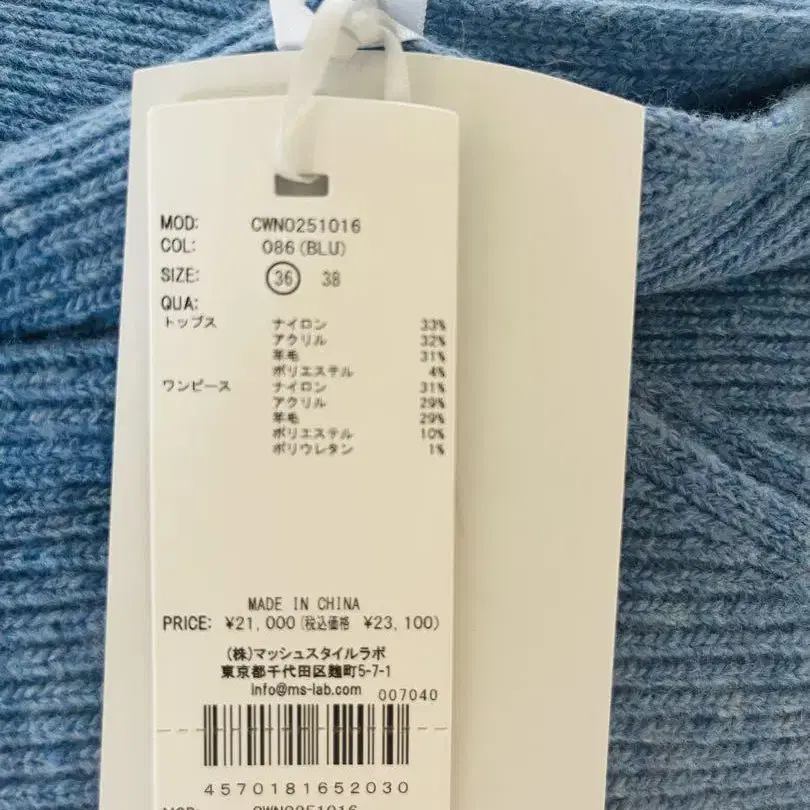 MOD: CWNO251016
COL: 086(BLU)
SIZE: 36 38
QUA:
トップス ナイロン 33%
アクリル 32%
羊毛 31%
ポリエステル 4%
ワンピース ナイロン 31%
アクリル 29%
羊毛 29%
ポリエステル 10%
ポリウレタン 1%
MADE IN CHINA
PRICE: ¥21,000(税込価格 ¥23,100)
(株)マッシュスタイルラボ
東京都千代田区麹町5-7-1
info@ms-lab.com 007040
4570181652030
MOD: CWNO251016